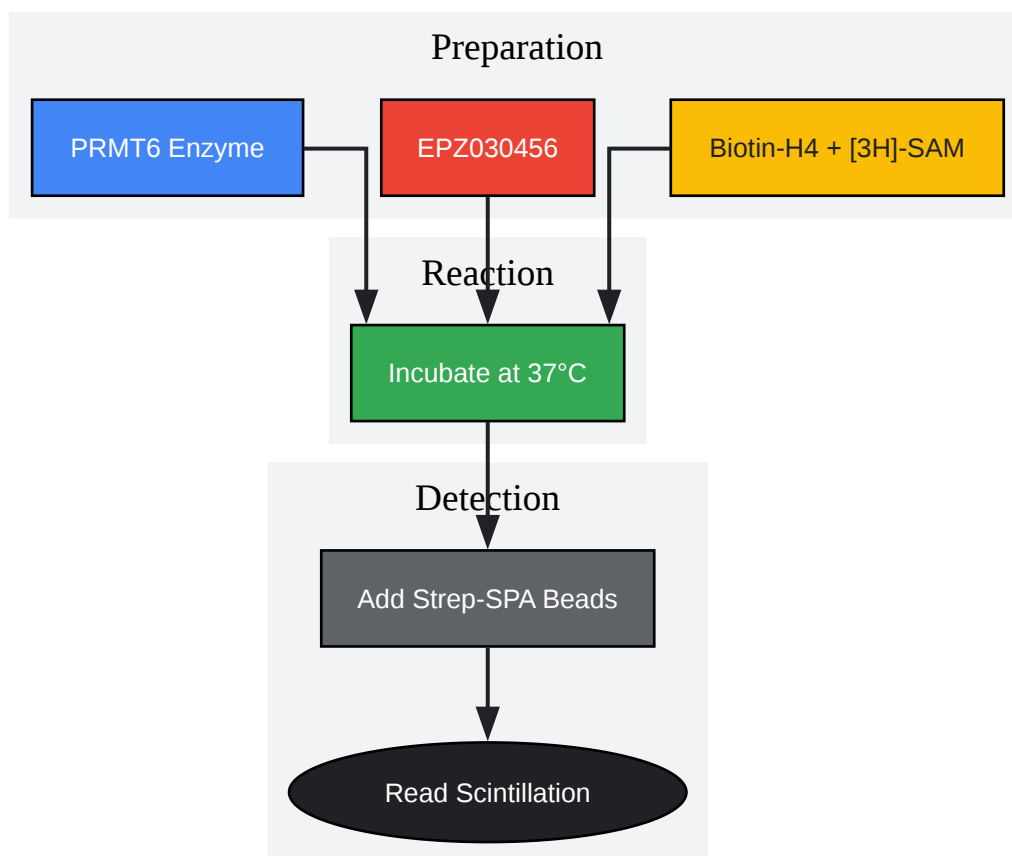 Preparation
PRMT6 Enzyme
EPZ030456
Biotin-H4 + [3H]-SAM
Reaction
Incubate at 37°C
Detection
Add Strep-SPA Beads
Read Scintillation